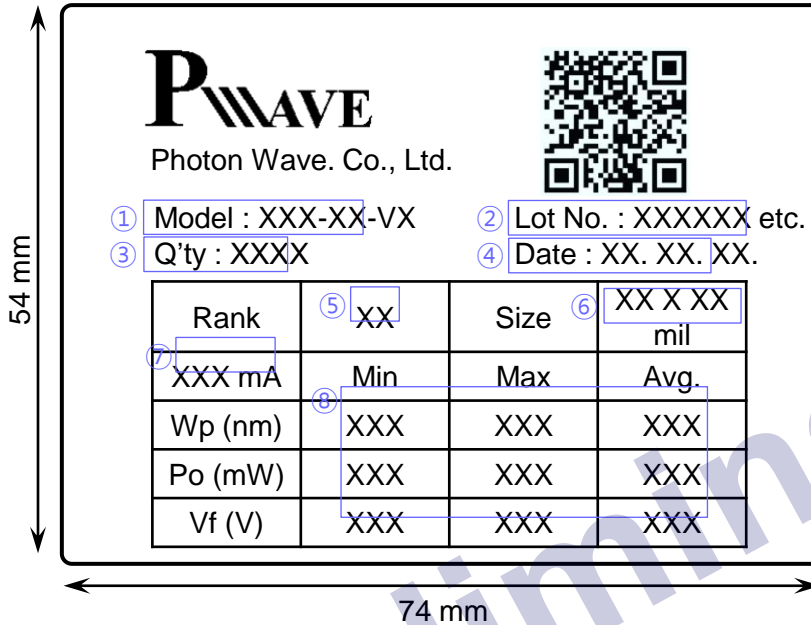 PWAVE
Photon Wave. Co., Ltd.
① Model : XXX-XX-VX ② Lot No. : XXXXXX etc.
③ Q'ty : XXXX ④ Date : XX. XX. XX.
Rank ⑤ XX Size ⑥ XX X XX mil
⑦ XXX mA Min Max Avg.
⑧
Wp (nm) XXX XXX XXX
Po (mW) XXX XXX XXX
Vf (V) XXX XXX XXX
54 mm
74 mm